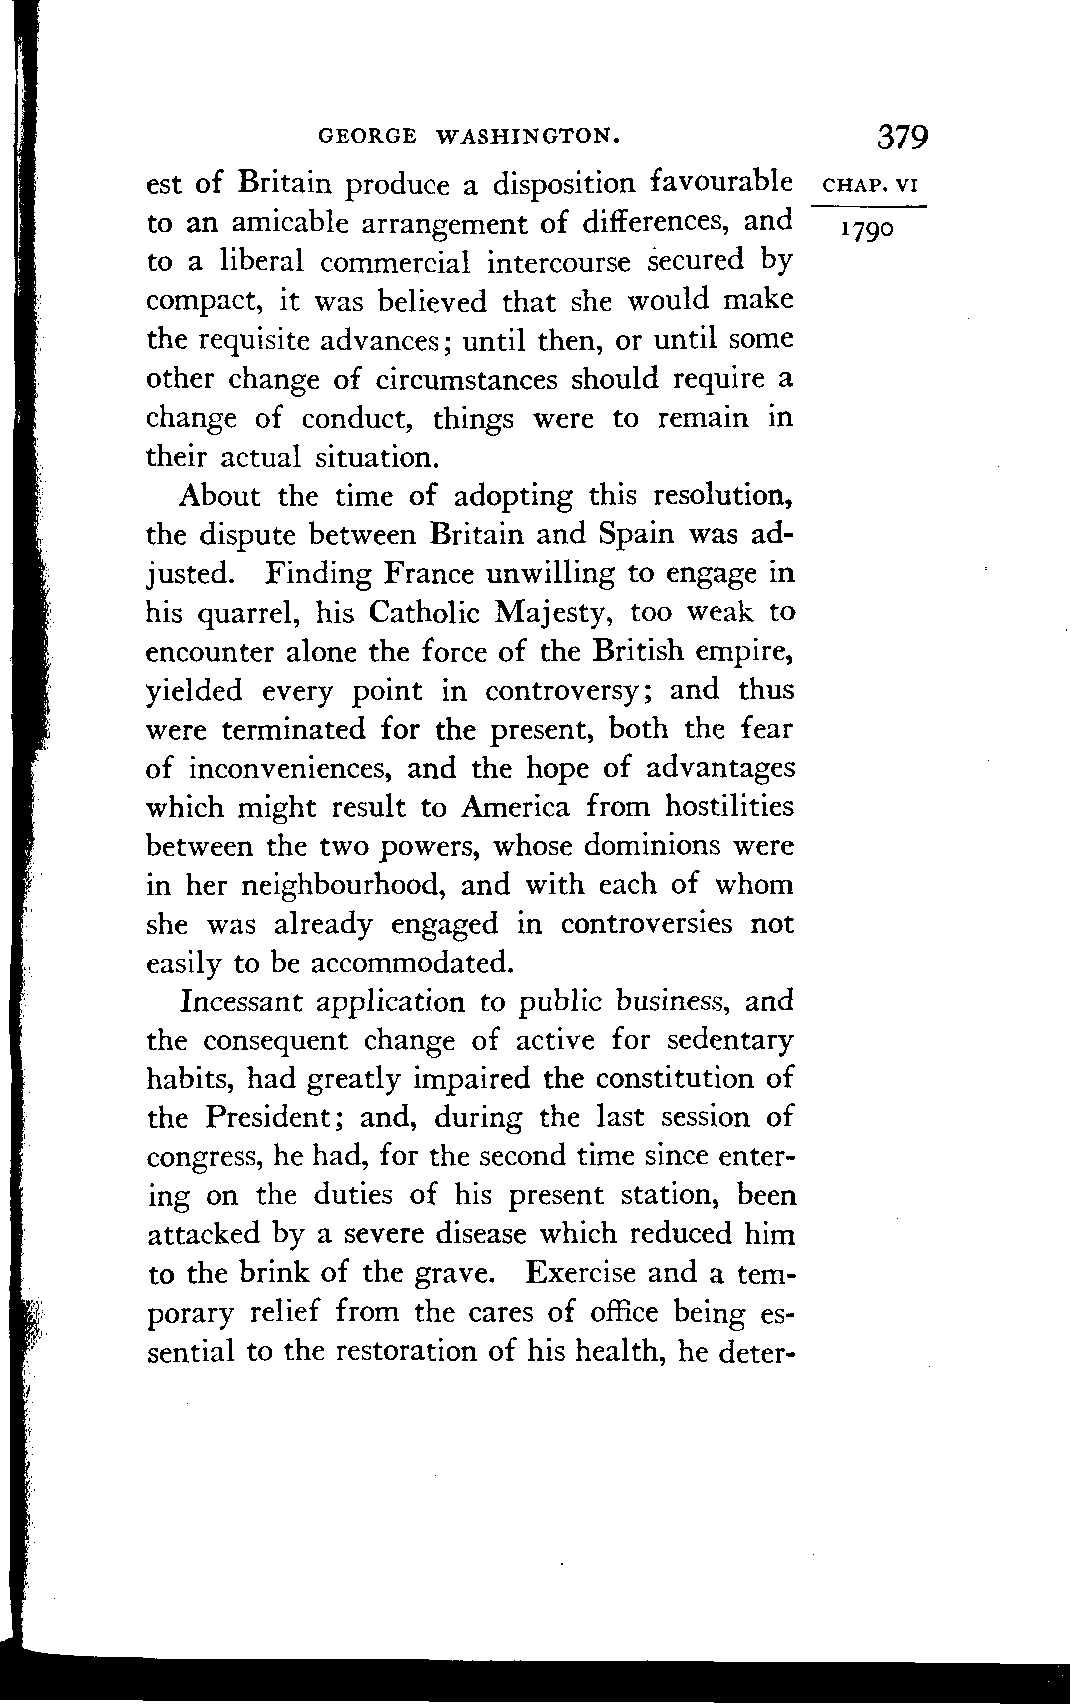 GEORGE WASHINGTON. 379
est of Britain produce a disposition favourable CHAP. VI
to an amicable arrangement of differences, and 1790
to a liberal commercial intercourse secured by
compact, it was believed that she would make
the requisite advances; until then, or until some
other change of circumstances should require a
change of conduct, things were to remain in
their actual situation.
About the time of adopting this resolution,
the dispute between Britain and Spain was ad-
justed. Finding France unwilling to engage in
his quarrel, his Catholic Majesty, too weak to
encounter alone the force of the British empire,
yielded every point in controversy; and thus
were terminated for the present, both the fear
of inconveniences, and the hope of advantages
which might result to America from hostilities
between the two powers, whose dominions were
in her neighbourhood, and with each of whom
she was already engaged in controversies not
easily to be accommodated.
Incessant application to public business, and
the consequent change of active for sedentary
habits, had greatly impaired the constitution of
the President; and, during the last session of
congress, he had, for the second time since enter-
ing on the duties of his present station, been
attacked by a severe disease which reduced him
to the brink of the grave. Exercise and a tem-
porary relief from the cares of office being es-
sential to the restoration of his health, he deter-